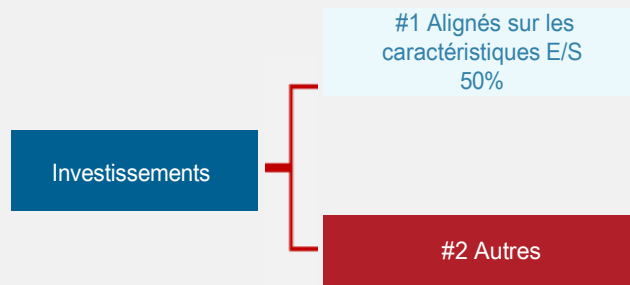 #1 Alignés sur les
caractéristiques E/S
50%
Investissements
#2 Autres